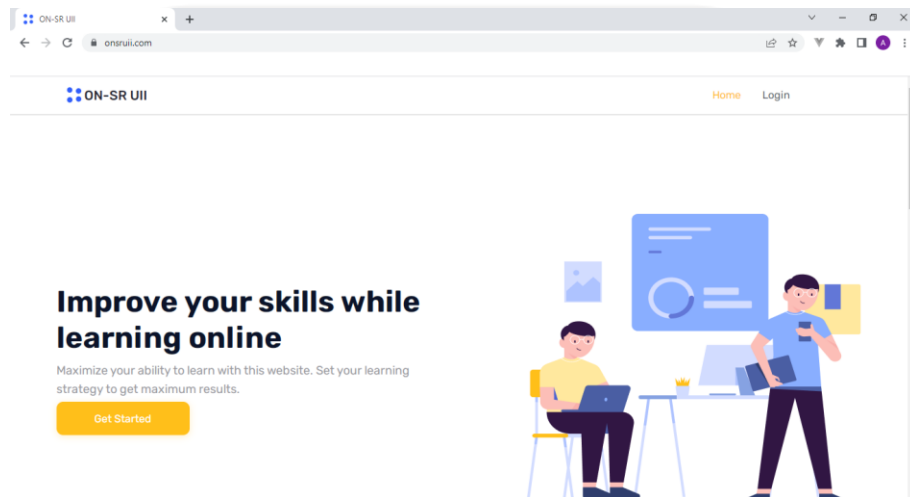 ON-SR UII
onsruii.com
A
ON-SR UII
Home Login
Improve your skills while
learning online
Maximize your ability to learn with this website. Set your learning
strategy to get maximum results.
Get Started